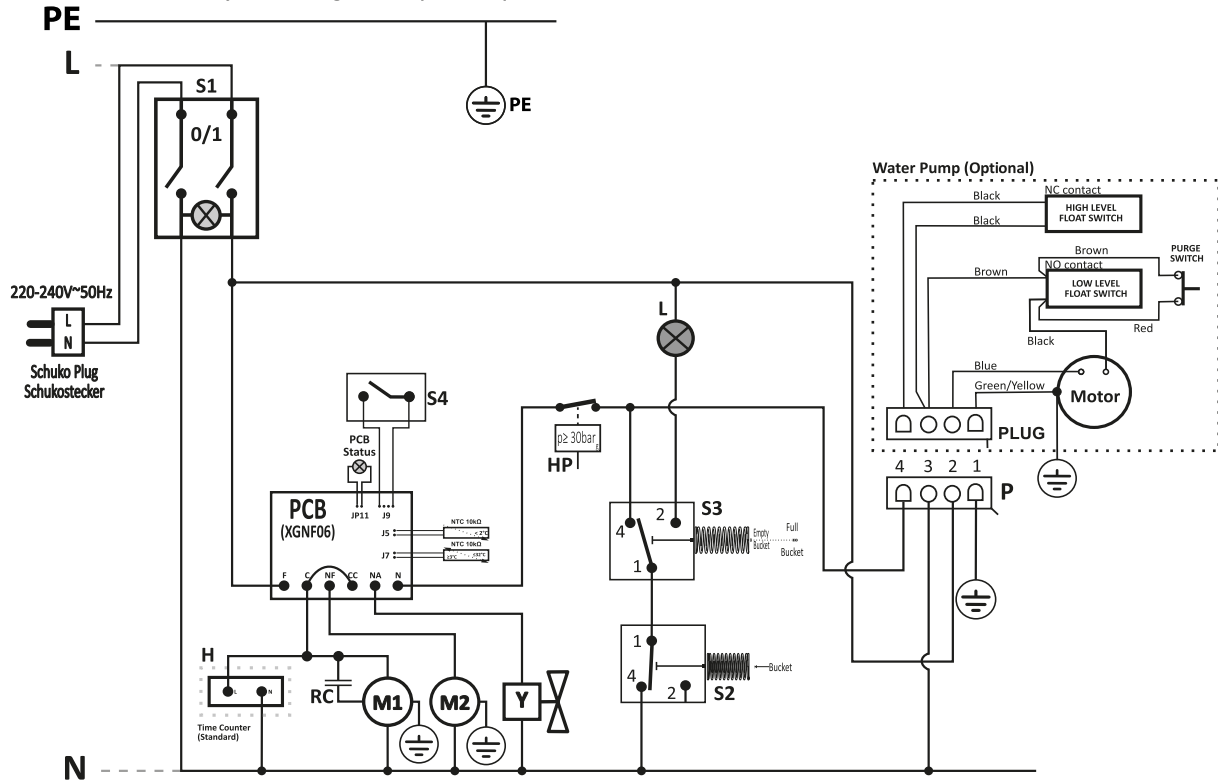 PE
L
S1
0/1
PE
Water Pump (Optional)
NC contact
Black
HIGH LEVEL
FLOAT SWITCH
Black
Brown
PURGE
SWITCH
NO contact
Brown
LOW LEVEL
FLOAT SWITCH
220-240V~50Hz
L
N
Schuko Plug
Schukostecker
L
Red
Black
Blue
Green/Yellow
Motor
PLUG
S4
PCB
Status
p≥ 30bar
HP
4 3 2 1
P
PCB
(XGNF06)
JP11 J9
NTC 10kΩ
J5
NTC 10kΩ
J7
F C NF CC NA N
S3
4
2
1
Empty
Bucket
Full
Bucket
H
L N
Time Counter
(Standard)
RC
M1
M2
Y
1
4
2
S2
Bucket
N